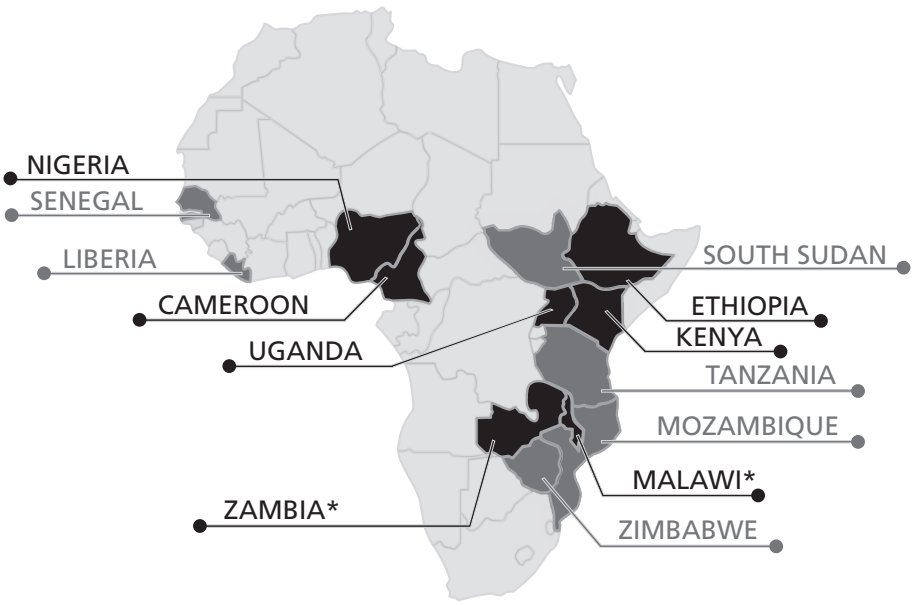 NIGERIA
SENEGAL
LIBERIA
CAMEROON
UGANDA
ZAMBIA*
SOUTH SUDAN
ETHIOPIA
KENYA
TANZANIA
MOZAMBIQUE
MALAWI*
ZIMBABWE